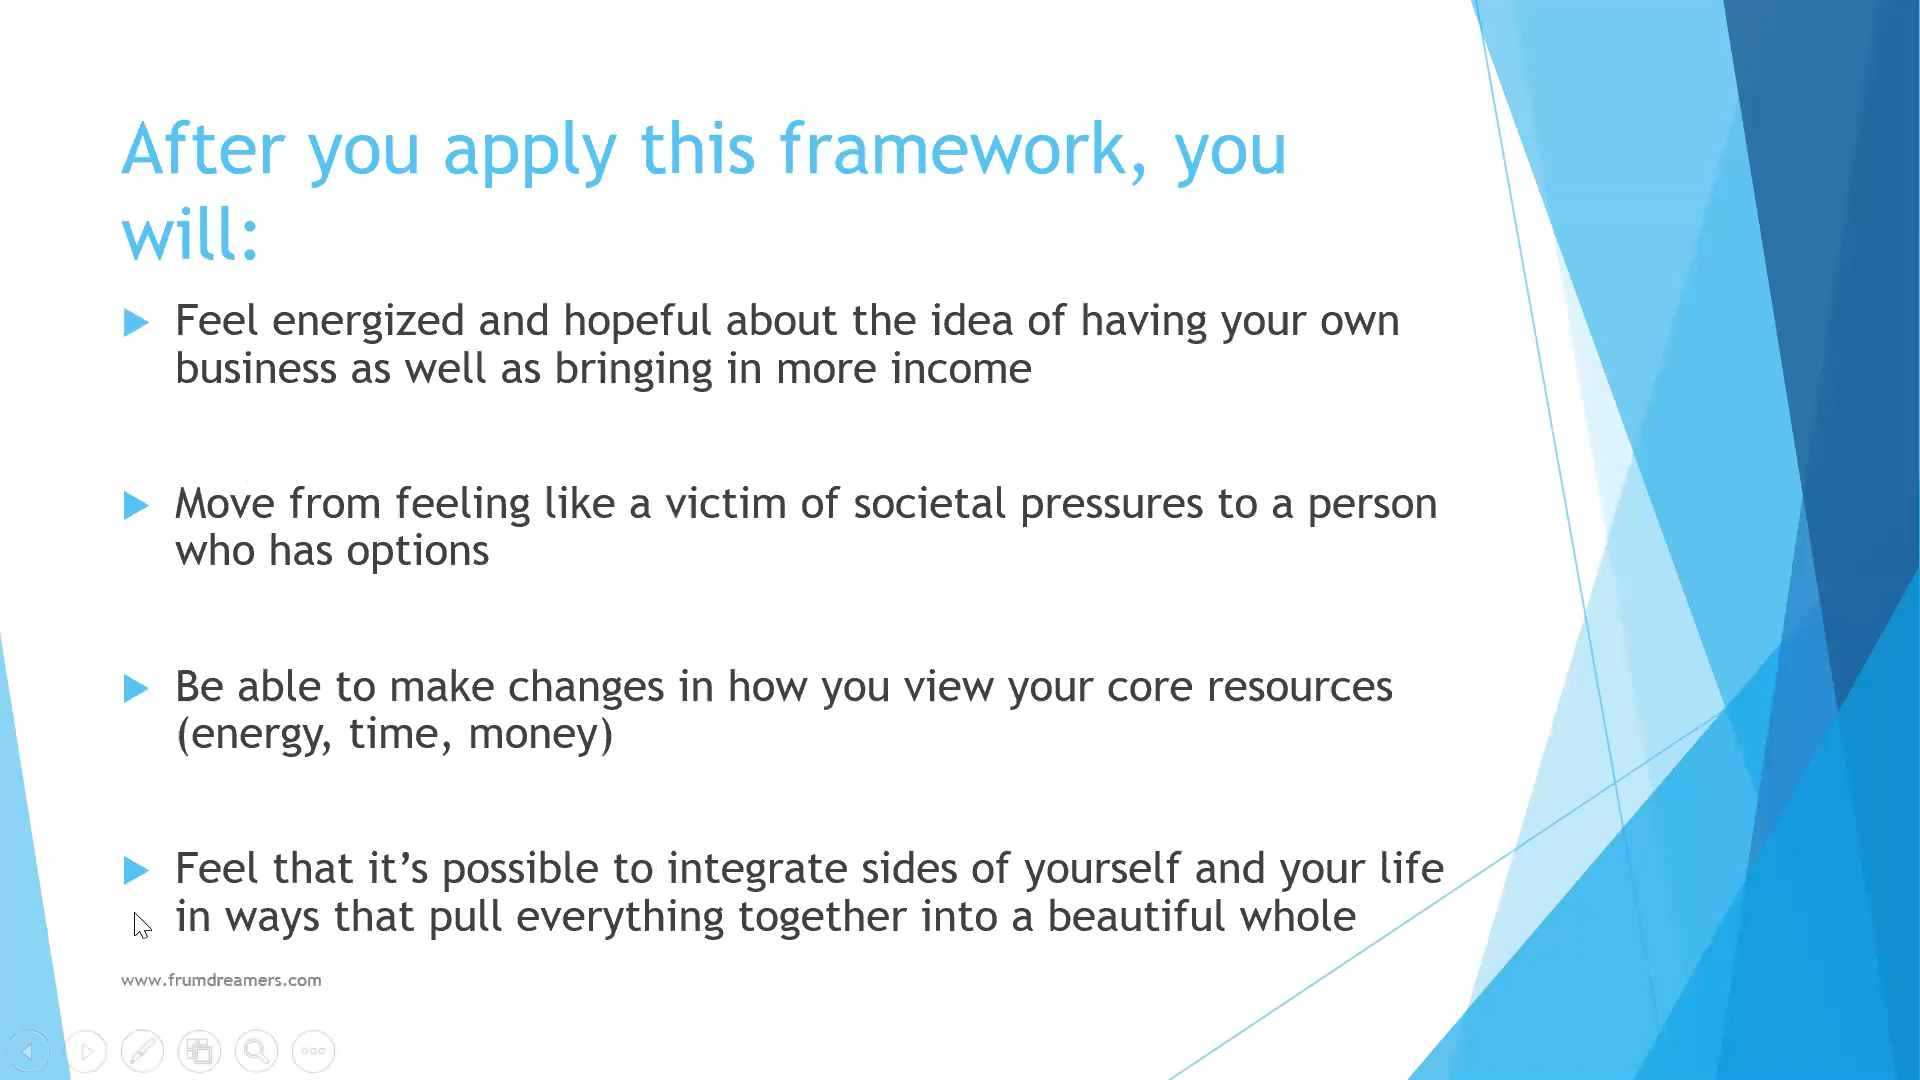 After you apply this framework, you
will:
Feel energized and hopeful about the idea of having your own
business as well as bringing in more income
Move from feeling like a victim of societal pressures to a person
who has options
Be able to make changes in how you view your core resources
(energy, time, money)
Feel that it’s possible to integrate sides of yourself and your life
in ways that pull everything together into a beautiful whole
www.frumdreamers.com